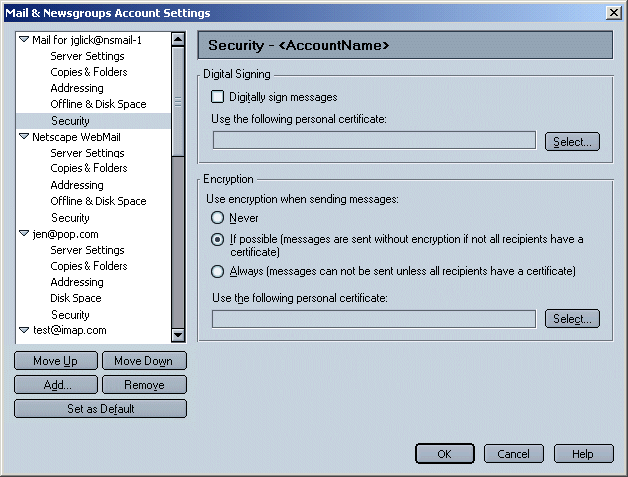 Mail & Newsgroups Account Settings
Mail for jglick@nsmail-1
Server Settings
Copies & Folders
Addressing
Offline & Disk Space
Security
Netscape WebMail
Server Settings
Copies & Folders
Addressing
Offline & Disk Space
Security
jen@pop.com
Server Settings
Copies & Folders
Addressing
Disk Space
Security
test@imap.com
Move Up
Move Down
Add...
Remove
Set as Default
Security - <AccountName>
Digital Signing
Digitally sign messages
Use the following personal certificate:
Select...
Encryption
Use encryption when sending messages:
Never
If possible (messages are sent without encryption if not all recipients have a
certificate)
Always (messages can not be sent unless all recipients have a certificate)
Use the following personal certificate:
Select...
OK
Cancel
Help